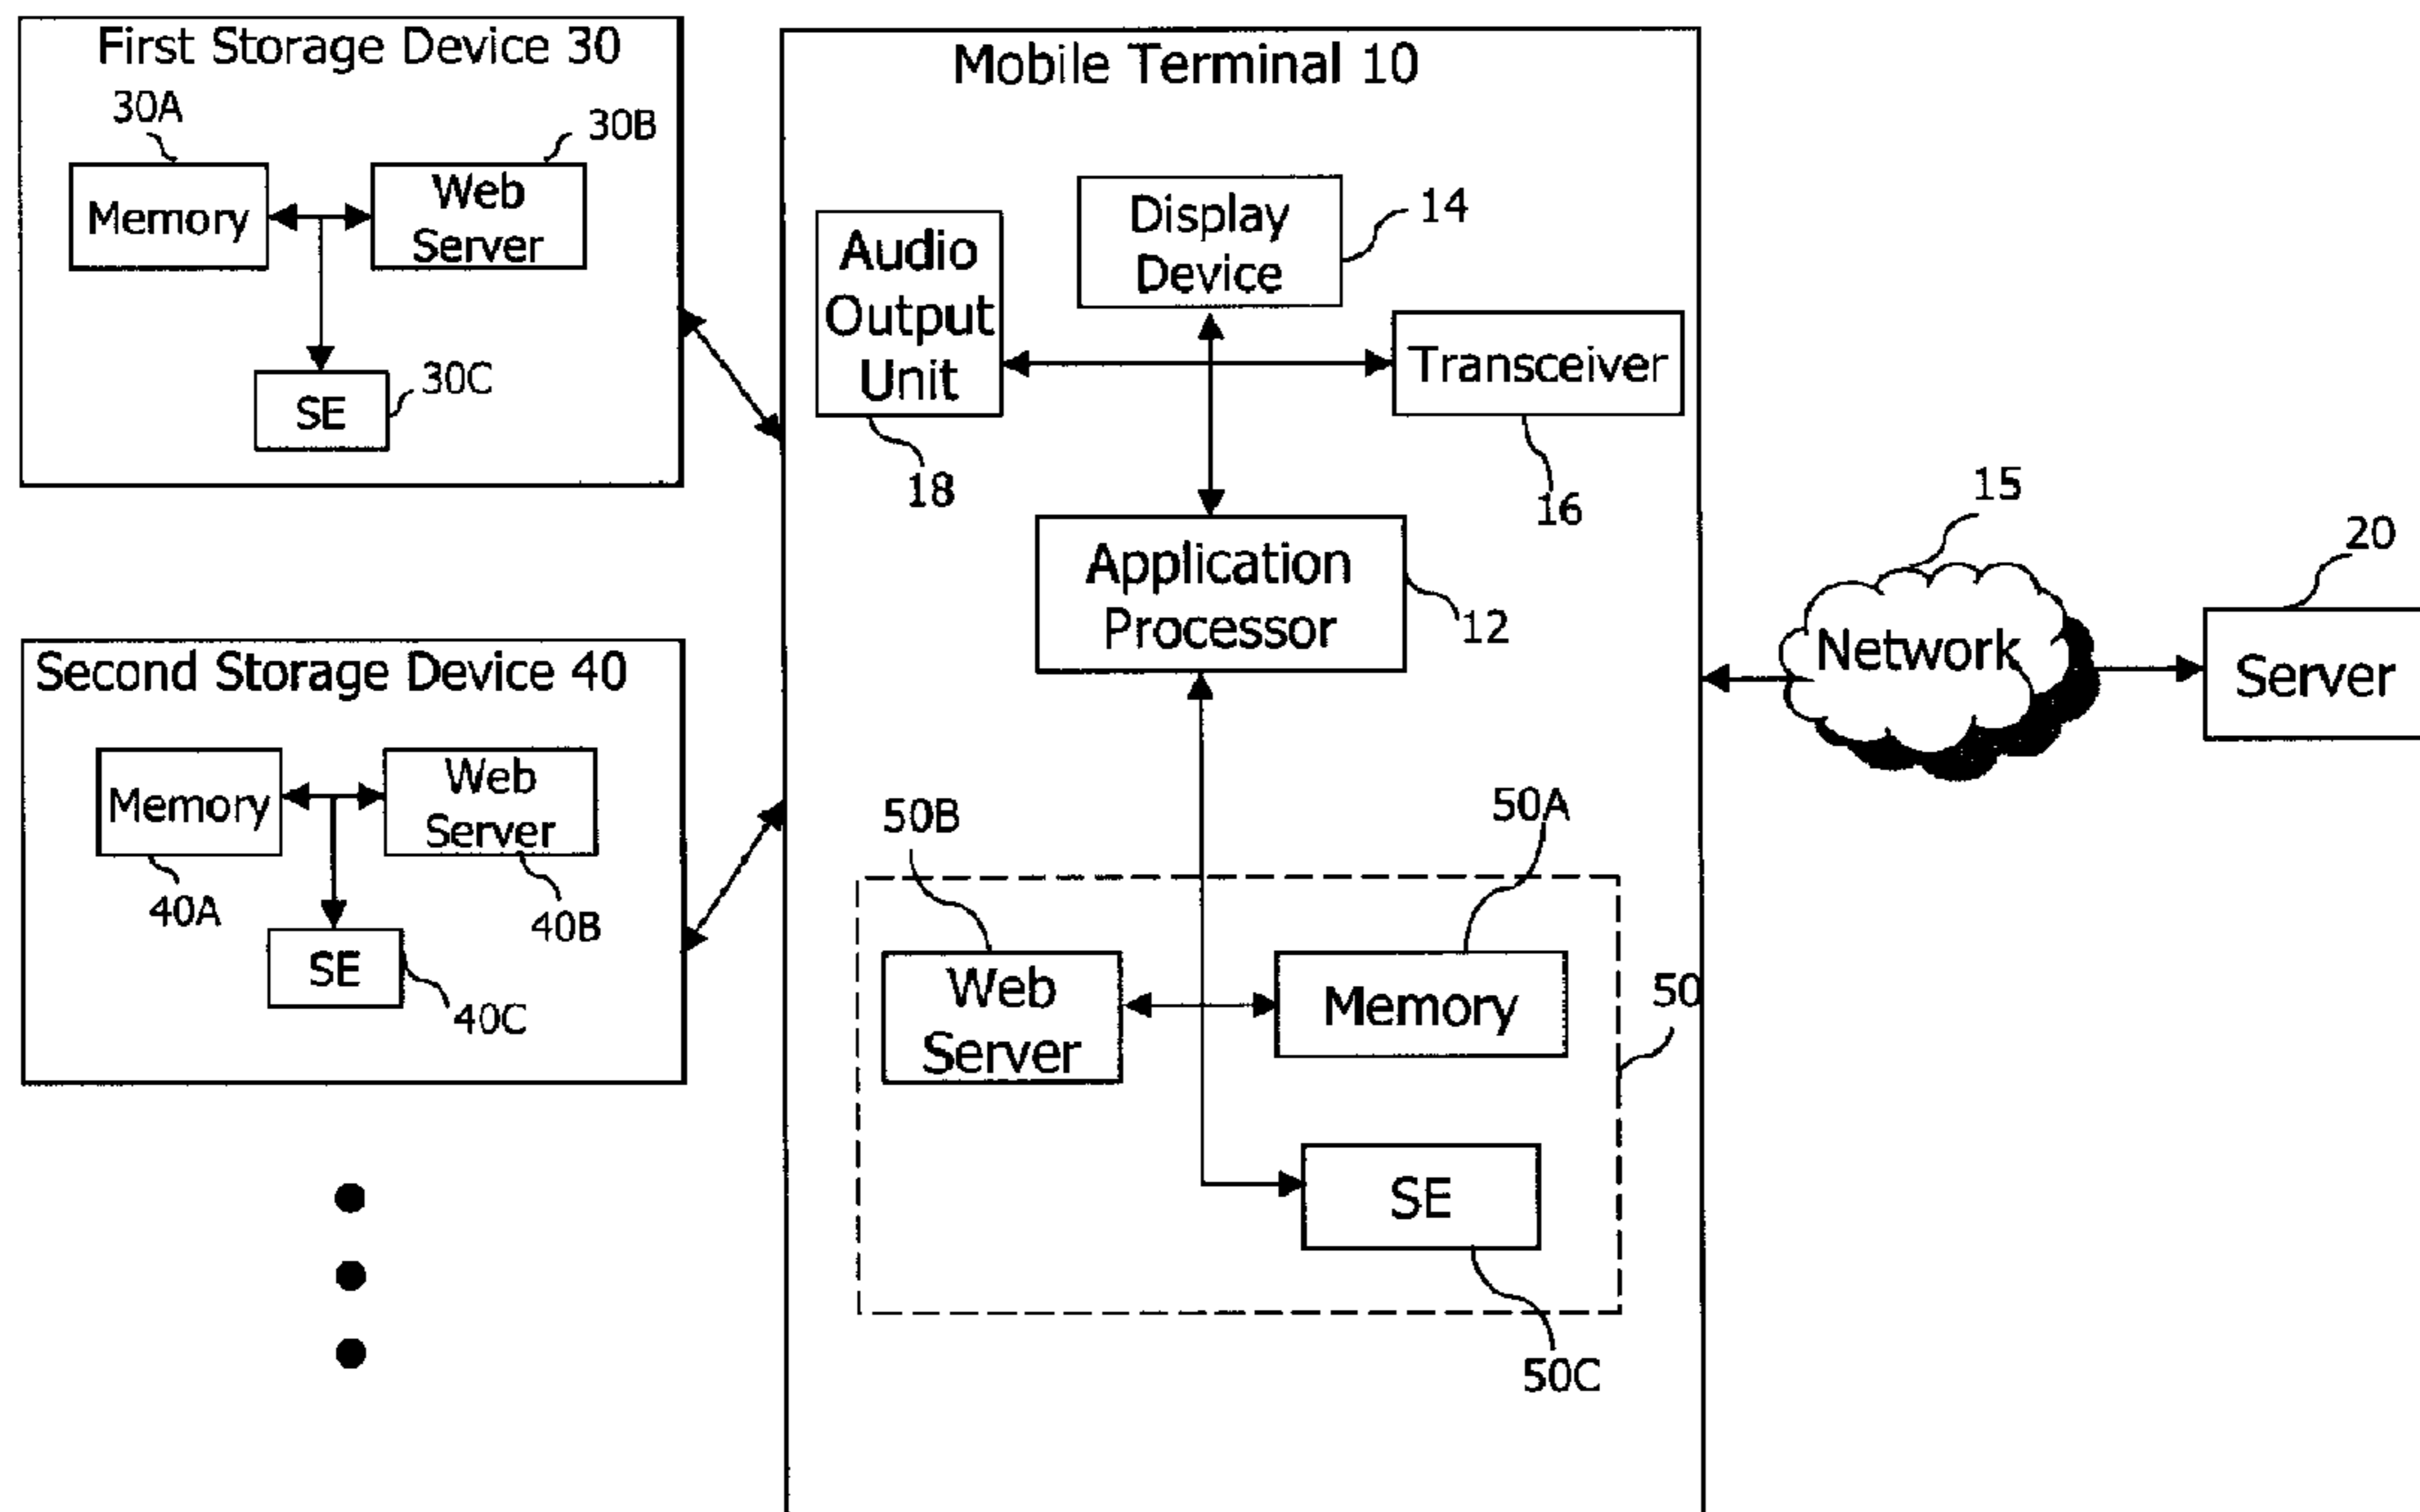 First Storage Device 30
30A
30B
Memory
Web
Server
30C
SE
Second Storage Device 40
Memory
Web
Server
40A
40B
SE
40C
Mobile Terminal 10
Display
Device
14
Audio
Output
Unit
Transceiver
18
16
Application
Processor
12
50B
50A
Web
Server
Memory
50
SE
50C
15
Network
20
Server